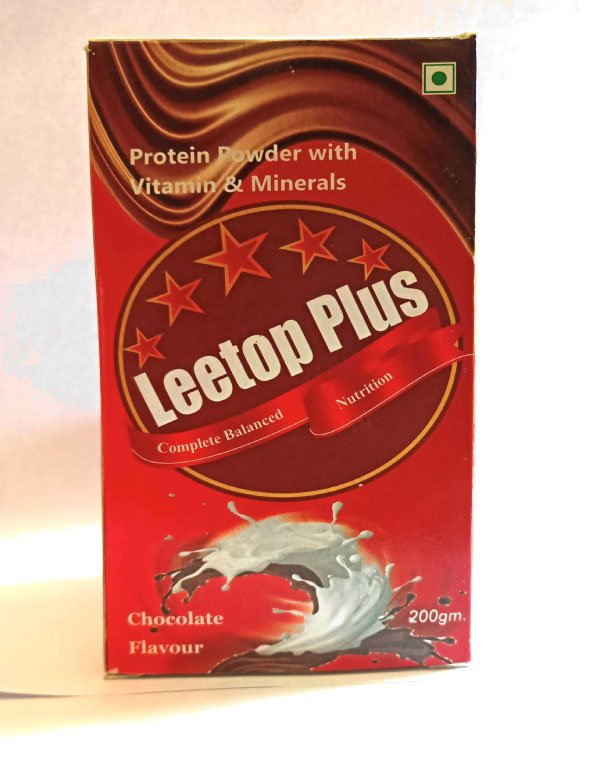 Protein Powder with
Vitamin & Minerals
Leetop Plus
Complete Balanced
Nutrition
Chocolate
Flavour
200gm.